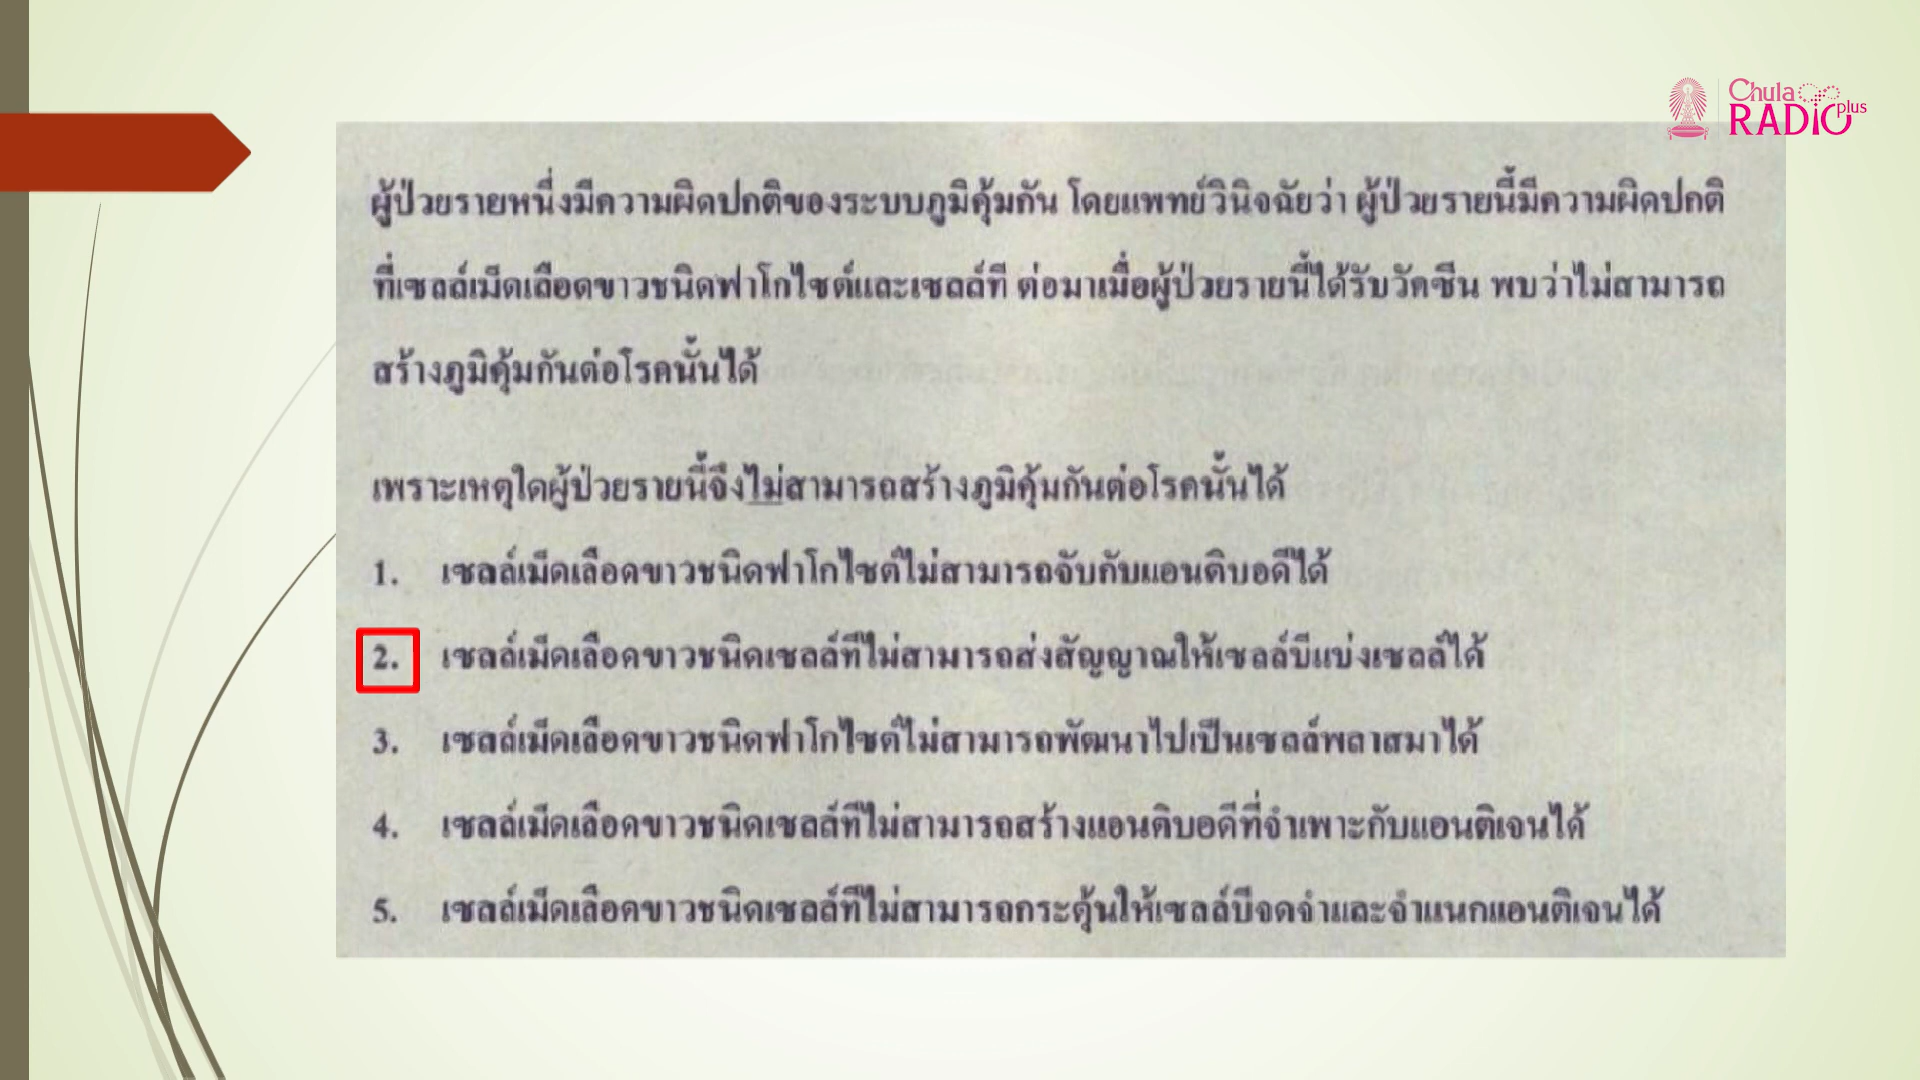 Chula
RADIO plus
ผู้ป่วยรายหนึ่งมีความผิดปกติของระบบภูมิคุ้มกัน โดยแพทย์วินิจฉัยว่า ผู้ป่วยรายนี้มีความผิดปกติ
ที่เซลล์เม็ดเลือดขาวชนิดฟาโกไซต์และเซลล์ที ต่อมาเมื่อผู้ป่วยรายนี้ได้รับวัคซีน พบว่าไม่สามารถ
สร้างภูมิคุ้มกันต่อโรคนั้นได้
เพราะเหตุใดผู้ป่วยรายนี้จึงไม่สามารถสร้างภูมิคุ้มกันต่อโรคนั้นได้
1. เซลล์เม็ดเลือดขาวชนิดฟาโกไซต์ไม่สามารถจับกับแอนติบอดีได้
2. เซลล์เม็ดเลือดขาวชนิดเซลล์ทีไม่สามารถส่งสัญญาณให้เซลล์บีแบ่งเซลล์ได้
3. เซลล์เม็ดเลือดขาวชนิดฟาโกไซต์ไม่สามารถพัฒนาไปเป็นเซลล์พลาสมาได้
4. เซลล์เม็ดเลือดขาวชนิดเซลล์ทีไม่สามารถสร้างแอนติบอดีที่จำเพาะกับแอนติเจนได้
5. เซลล์เม็ดเลือดขาวชนิดเซลล์ทีไม่สามารถกระตุ้นให้เซลล์บีจดจำและจำแนกแอนติเจนได้